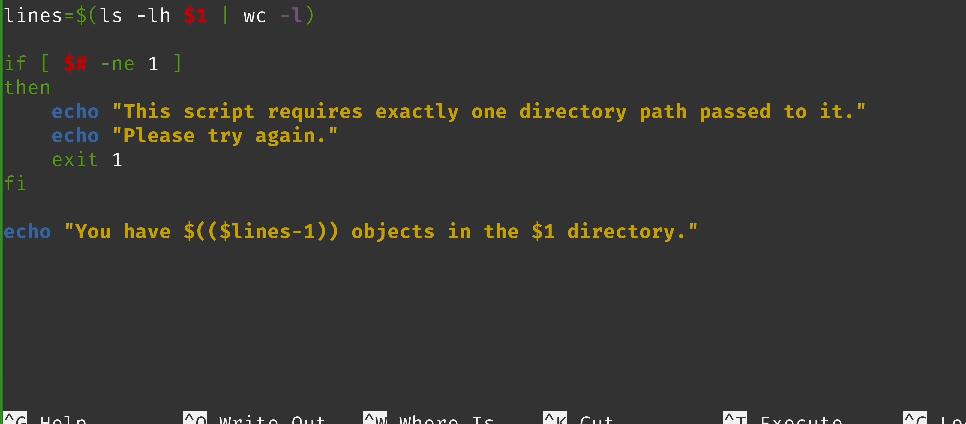 lines=$(ls -lh $1 | wc -l)
if [ $# -ne 1 ]
then
    echo "This script requires exactly one directory path passed to it."
    echo "Please try again."
    exit 1
fi
echo "You have $(($lines-1)) objects in the $1 directory."
^G Help ^O Write Out ^W Where Is ^K Cut ^T Execute ^C